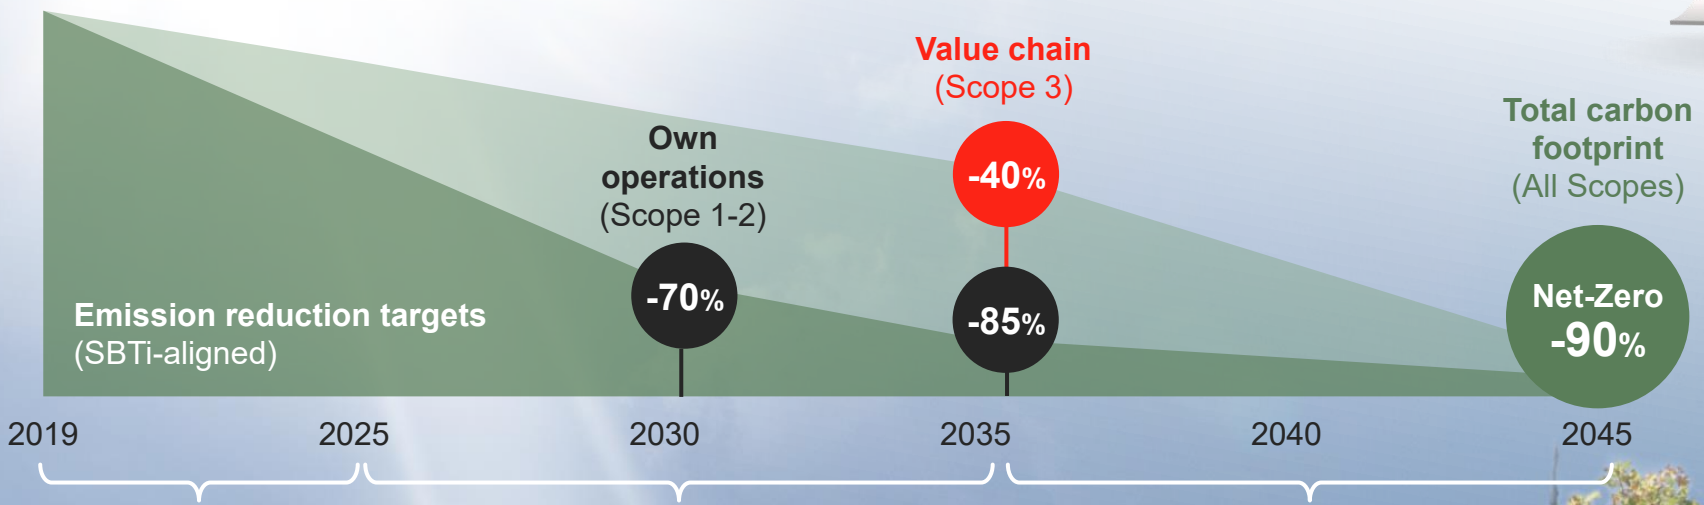 Value chain
(Scope 3)
Total carbon
footprint
(All Scopes)
Own
operations
(Scope 1-2)
-40%
-70%
-85%
Net-Zero
-90%
Emission reduction targets
(SBTi-aligned)
2019 2025 2030 2035 2040 2045